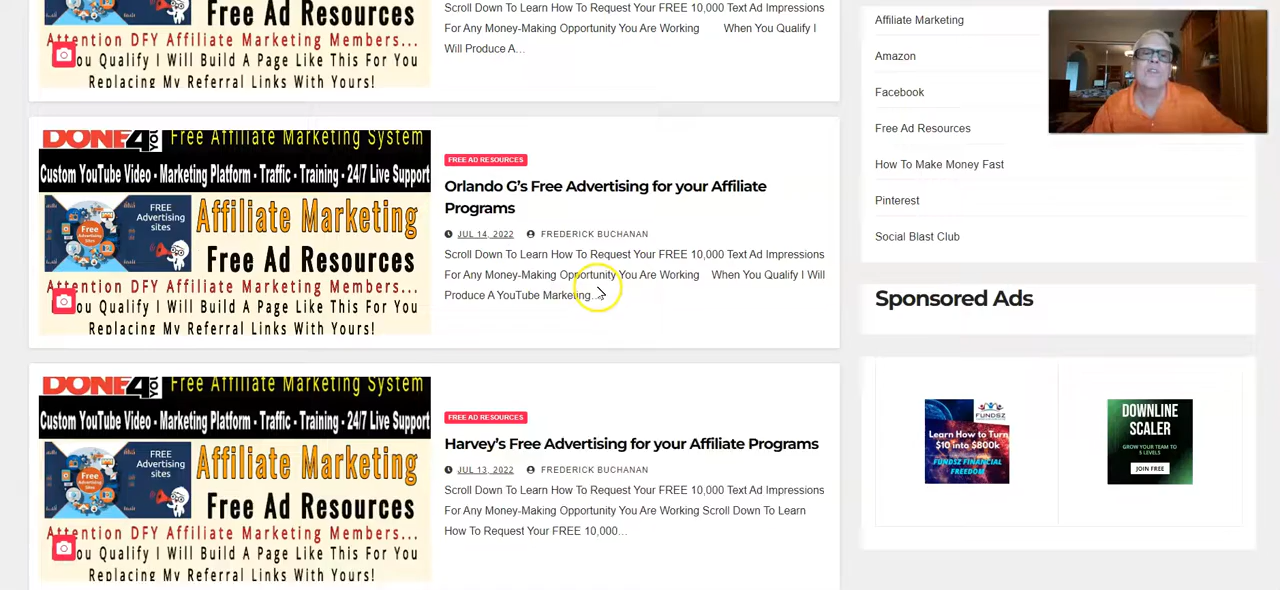 Free Ad Resources
Attention DFY Affiliate Marketing Members...
ou Qualify I Will Build A Page Like This For You
Replacing My Referral Links With Yours!
Scroll Down To Learn How To Request Your FREE 10,000 Text Ad Impressions
For Any Money-Making Opportunity You Are Working When You Qualify I
Will Produce A...
Affiliate Marketing
Amazon
Facebook
Free Ad Resources
How To Make Money Fast
Pinterest
Social Blast Club
DONE 4 YOU Free Affiliate Marketing System
Custom YouTube Video - Marketing Platform - Traffic - Training - 24/7 Live Support
FREE
Advertising
sites
Free
Advertising
Sites
Affiliate Marketing
Free Ad Resources
Attention DFY Affiliate Marketing Members...
ou Qualify I Will Build A Page Like This For You
Replacing My Referral Links With Yours!
FREE AD RESOURCES
Orlando G's Free Advertising for your Affiliate
Programs
JUL 14, 2022 FREDERICK BUCHANAN
Scroll Down To Learn How To Request Your FREE 10,000 Text Ad Impressions
For Any Money-Making Opportunity You Are Working When You Qualify I Will
Produce A YouTube Marketing...
Sponsored Ads
FUNDSZ
Learn How to Turn
$10 into $800k
FUNDSZ FINANCIAL
FREEDOM
DOWNLINE
SCALER
GROW YOUR TEAM TO
5 LEVELS
JOIN FREE
DONE 4 YOU Free Affiliate Marketing System
Custom YouTube Video - Marketing Platform - Traffic - Training - 24/7 Live Support
FREE
Advertising
sites
Free
Advertising
Sites
Affiliate Marketing
Free Ad Resources
Attention DFY Affiliate Marketing Members...
ou Qualify I Will Build A Page Like This For You
Replacing My Referral Links With Yours!
FREE AD RESOURCES
Harvey's Free Advertising for your Affiliate Programs
JUL 13, 2022 FREDERICK BUCHANAN
Scroll Down To Learn How To Request Your FREE 10,000 Text Ad Impressions
For Any Money-Making Opportunity You Are Working Scroll Down To Learn
How To Request Your FREE 10,000...